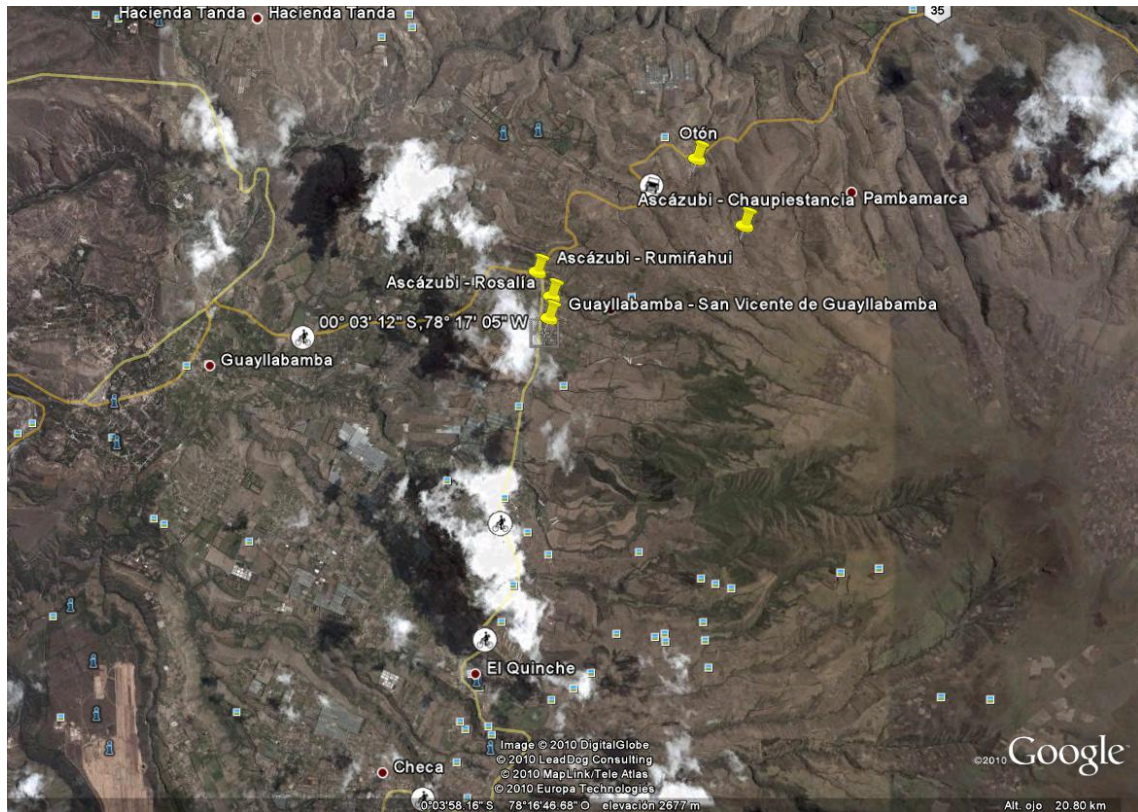 Hacienda Tanda
Hacienda Tanda
35
Otón
Ascázubi - Chaupiestancia
Pambamarca
Ascázubi - Rumiñahui
Ascázubi - Rosalía
Guayllabamba - San Vicente de Guayllabamba
00° 03' 12" S,78° 17' 05" W
Guayllabamba
El Quinche
Checa
Image © 2010 DigitalGlobe
© 2010 LeadDog Consulting
© 2010 MapLink/Tele Atlas
© 2010 Europa Technologies
©2010 Google
0°03'58.16" S 78°16'46.68" O elevación 2677 m
Alt. ojo 20.80 km